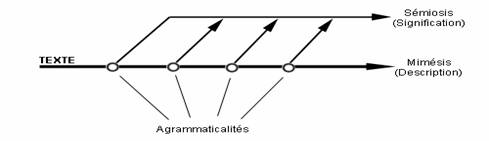 Sémiosis
(Signification)
TEXTE
Mimésis
(Description)
Agrammaticalités